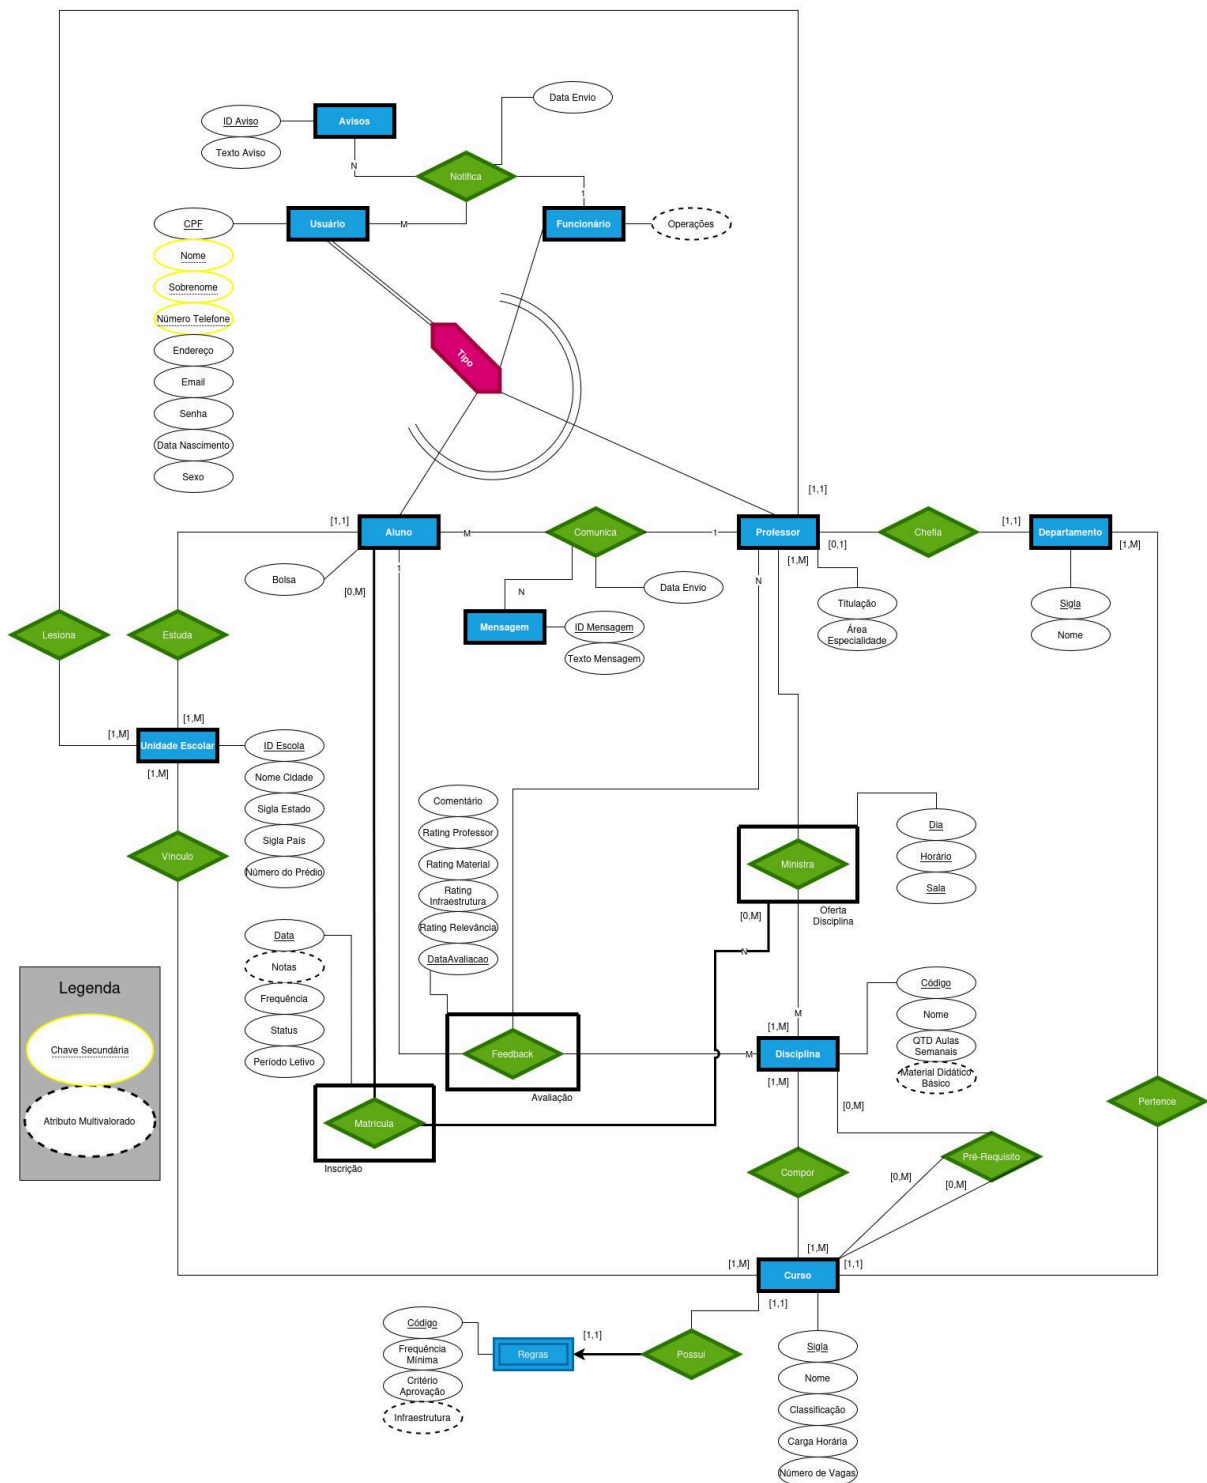 Data Envio
ID Aviso
Avisos
Texto Aviso
N
Notifica
1
CPF
Usuário
M
Funcionário
Operações
Nome
Sobrenome
Número Telefone
Endereço
Email
Senha
Data Nascimento
Sexo
Tipo
[1,1]
[1,1]
Aluno
M
Comunica
1
Professor
[0,1]
Chefia
[1,1]
Departamento
[1,M]
[1,M]
Bolsa
[0,M]
1
N
Data Envio
N
Mensagem
ID Mensagem
Texto Mensagem
Titulação
Área
Especialidade
Sigla
Nome
Lesiona
Estuda
[1,M]
[1,M]
Unidade Escolar
[1,M]
ID Escola
Nome Cidade
Sigla Estado
Sigla País
Número do Prédio
Vínculo
Comentário
Rating Professor
Rating Material
Rating
Infraestrutura
Rating Relevância
DataAvaliacao
Ministra
Oferta
Disciplina
[0,M]
N
Dia
Horário
Sala
Data
Notas
Frequência
Status
Período Letivo
Legenda
Chave Secundária
Atributo Multivalorado
Feedback
Avaliação
M
M
[1,M]
Disciplina
[1,M]
Código
Nome
QTD Aulas
Semanais
Material Didático
Básico
[0,M]
Matrícula
Inscrição
Pertence
Pré-Requisito
[0,M]
[0,M]
Compor
[1,M]
[1,M]
Curso
[1,1]
[1,1]
Código
Frequência
Mínima
Critério
Aprovação
Infraestrutura
Regras
[1,1]
Possui
Sigla
Nome
Classificação
Carga Horária
Número de Vagas